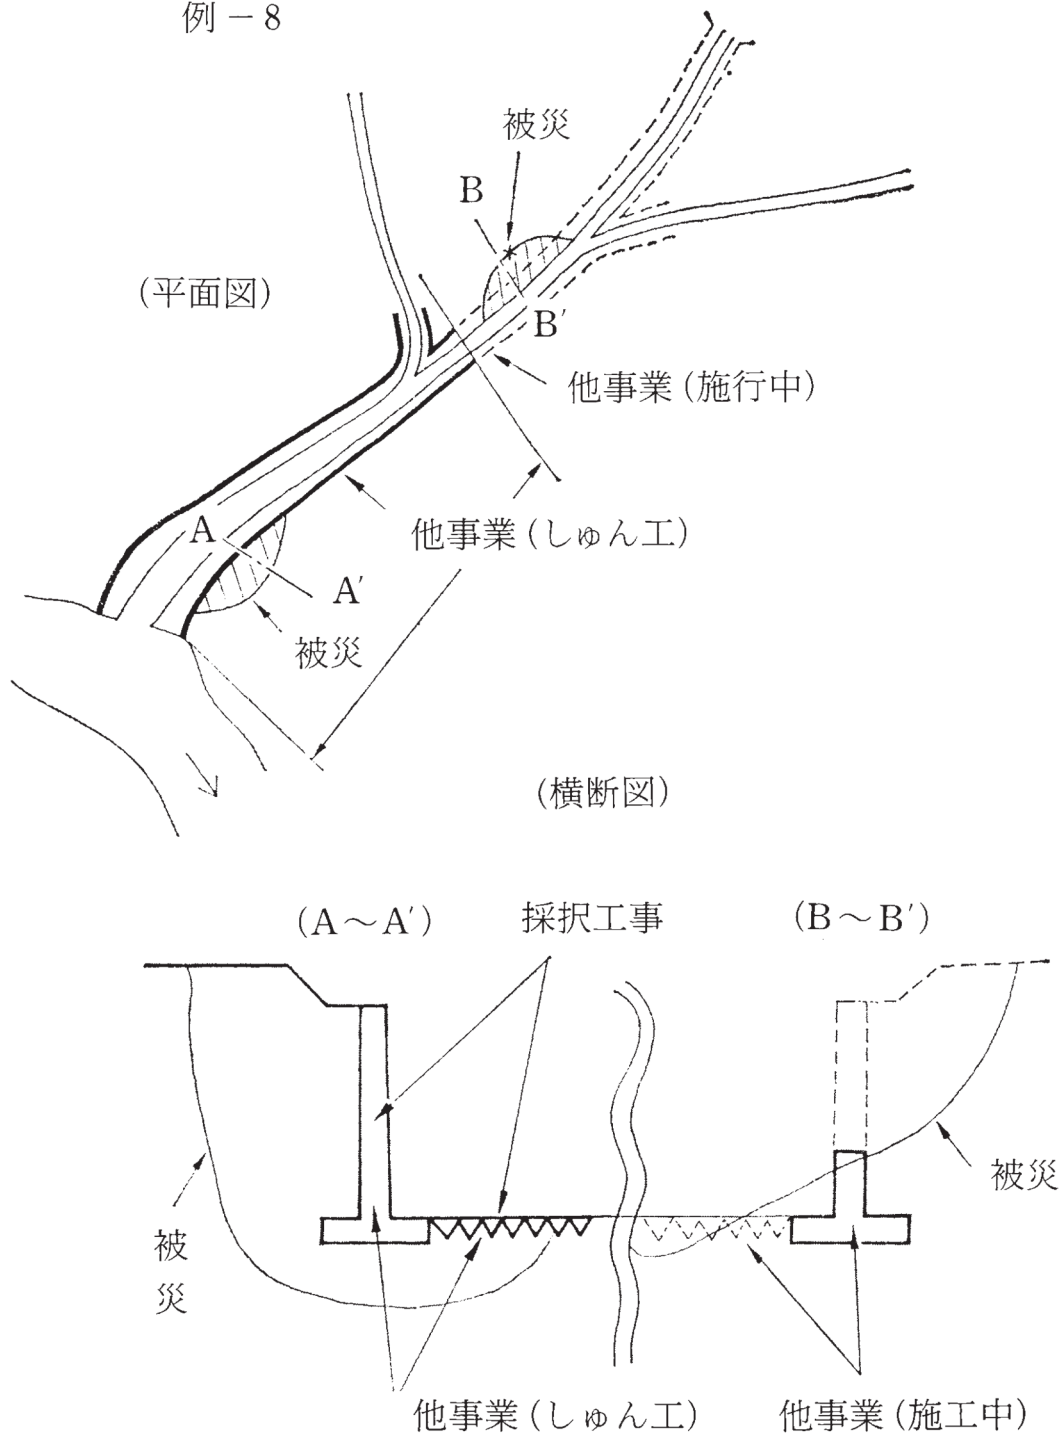 例－8
被災
B
(平面図)
B′
他事業(施行中)
A
他事業(しゅん工)
A′
被災
(横断図)
(A～A′)
採択工事
(B～B′)
被災
被災
他事業(しゅん工)
他事業(施工中)